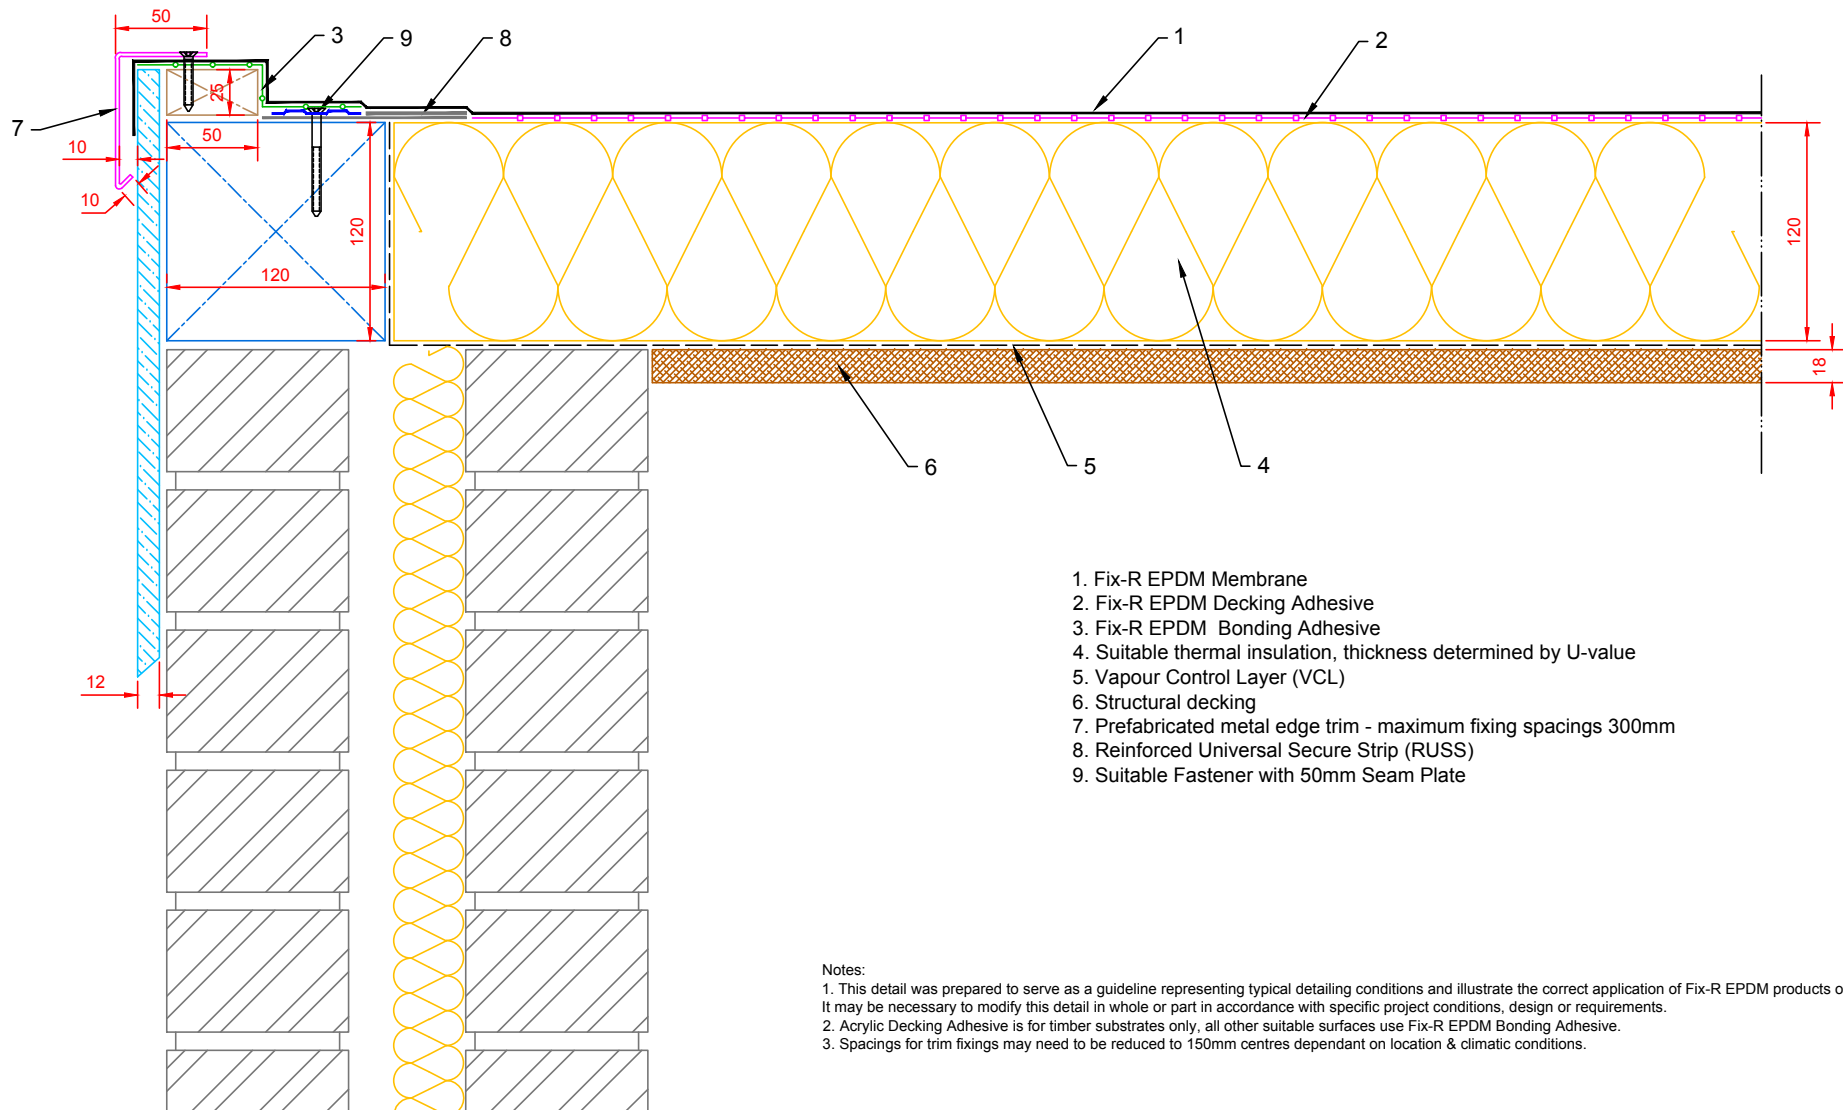 50
3
9
8
1
2
25
7
50
10
10
120
120
120
18
6
5
4
12
1. Fix-R EPDM Membrane
2. Fix-R EPDM Decking Adhesive
3. Fix-R EPDM  Bonding Adhesive
4. Suitable thermal insulation, thickness determined by U-value
5. Vapour Control Layer (VCL)
6. Structural decking
7. Prefabricated metal edge trim - maximum fixing spacings 300mm
8. Reinforced Universal Secure Strip (RUSS)
9. Suitable Fastener with 50mm Seam Plate
Notes:
1. This detail was prepared to serve as a guideline representing typical detailing conditions and illustrate the correct application of Fix-R EPDM products
It may be necessary to modify this detail in whole or part in accordance with specific project conditions, design or requirements.
2. Acrylic Decking Adhesive is for timber substrates only, all other suitable surfaces use Fix-R EPDM Bonding Adhesive.
3. Spacings for trim fixings may need to be reduced to 150mm centres dependant on location & climatic conditions.